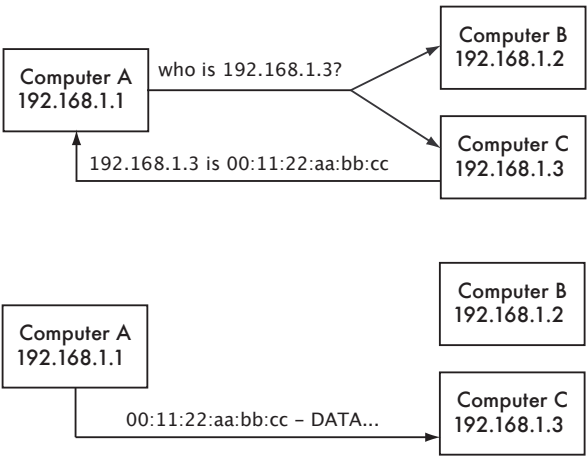 Computer B
192.168.1.2
Computer A
192.168.1.1
who is 192.168.1.3?
Computer C
192.168.1.3
192.168.1.3 is 00:11:22:aa:bb:cc
Computer B
192.168.1.2
Computer A
192.168.1.1
Computer C
192.168.1.3
00:11:22:aa:bb:cc – DATA...